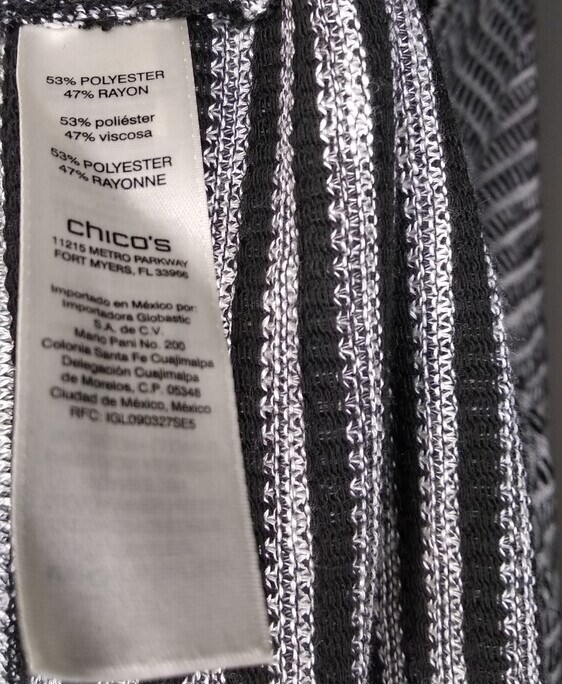 53% POLYESTER
47% RAYON
53% poliéster
47% viscosa
53% POLYESTER
47% RAYONNE
chico's
11215 METRO PARKWAY
FORT MYERS, FL 33966
Importado en México por:
Importadora Globastic
S.A. de C.V.
Mario Pani No. 200
Colonia Santa Fe Cuajimalpa
Delegación Cuajimalpa
de Morelos, C.P. 05348
Ciudad de México, México
RFC: IGL090327SE5